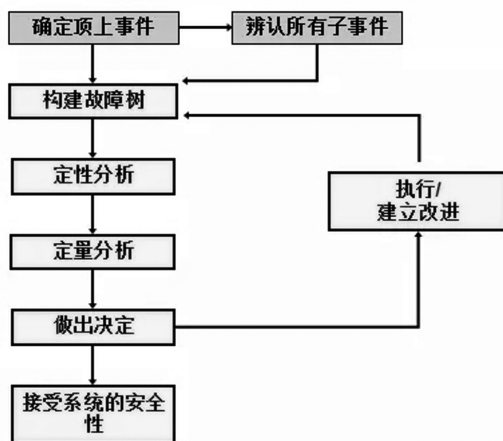 确定顶上事件
辨认所有子事件
构建故障树
定性分析
执行/
建立改进
定量分析
做出决定
接受系统的安全
性